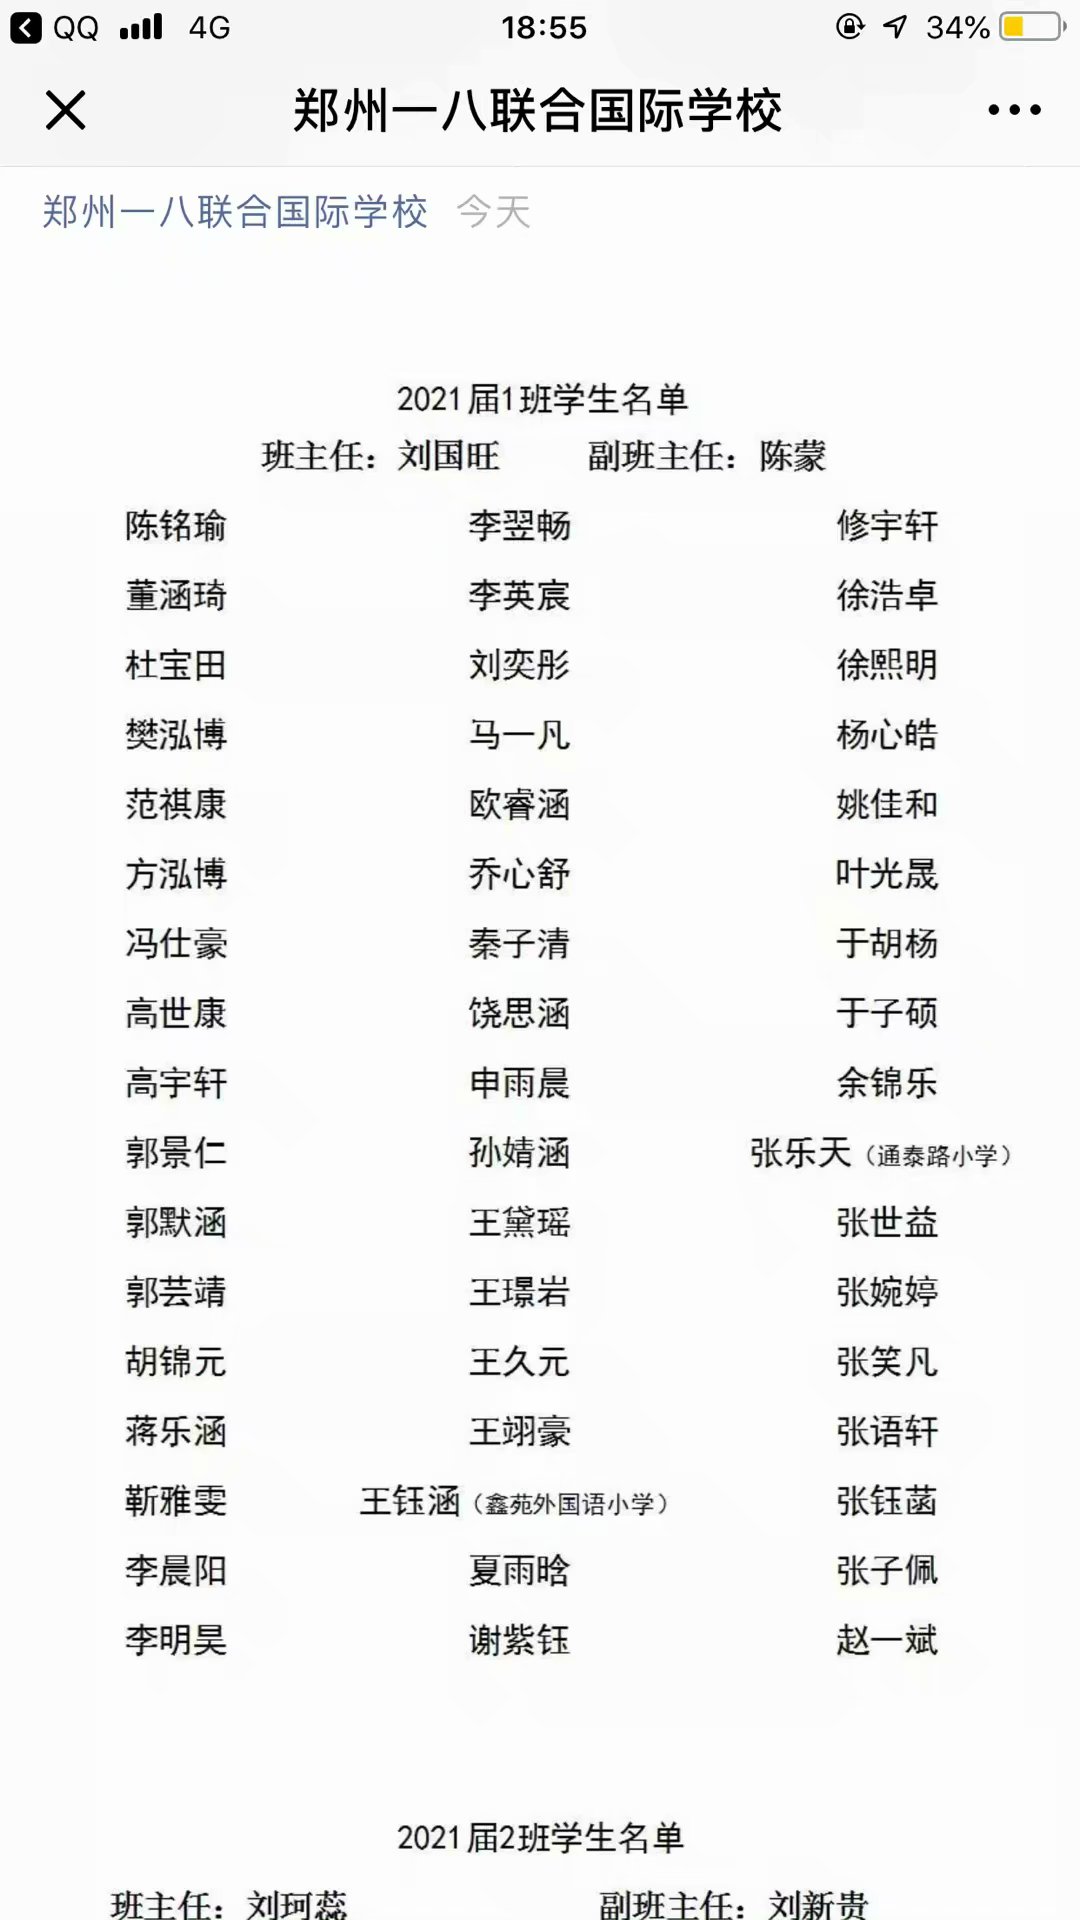 QQ 4G 18:55 34%
郑州一八联合国际学校
郑州一八联合国际学校 今天
2021届1班学生名单
班主任：刘国旺 副班主任：陈蒙
陈铭瑜 李翌畅 修宇轩
董涵琦 李英宸 徐浩卓
杜宝田 刘奕彤 徐熙明
樊泓博 马一凡 杨心皓
范祺康 欧睿涵 姚佳和
方泓博 乔心舒 叶光晟
冯仕豪 秦子清 于胡杨
高世康 饶思涵 于子硕
高宇轩 申雨晨 余锦乐
郭景仁 孙婧涵 张乐天（通泰路小学）
郭默涵 王黛瑶 张世益
郭芸靖 王璟岩 张婉婷
胡锦元 王久元 张笑凡
蒋乐涵 王翊豪 张语轩
靳雅雯 王钰涵（鑫苑外国语小学） 张钰菡
李晨阳 夏雨晗 张子佩
李明昊 谢紫钰 赵一斌
2021届2班学生名单
班主任：刘珂蕊 副班主任：刘新贵